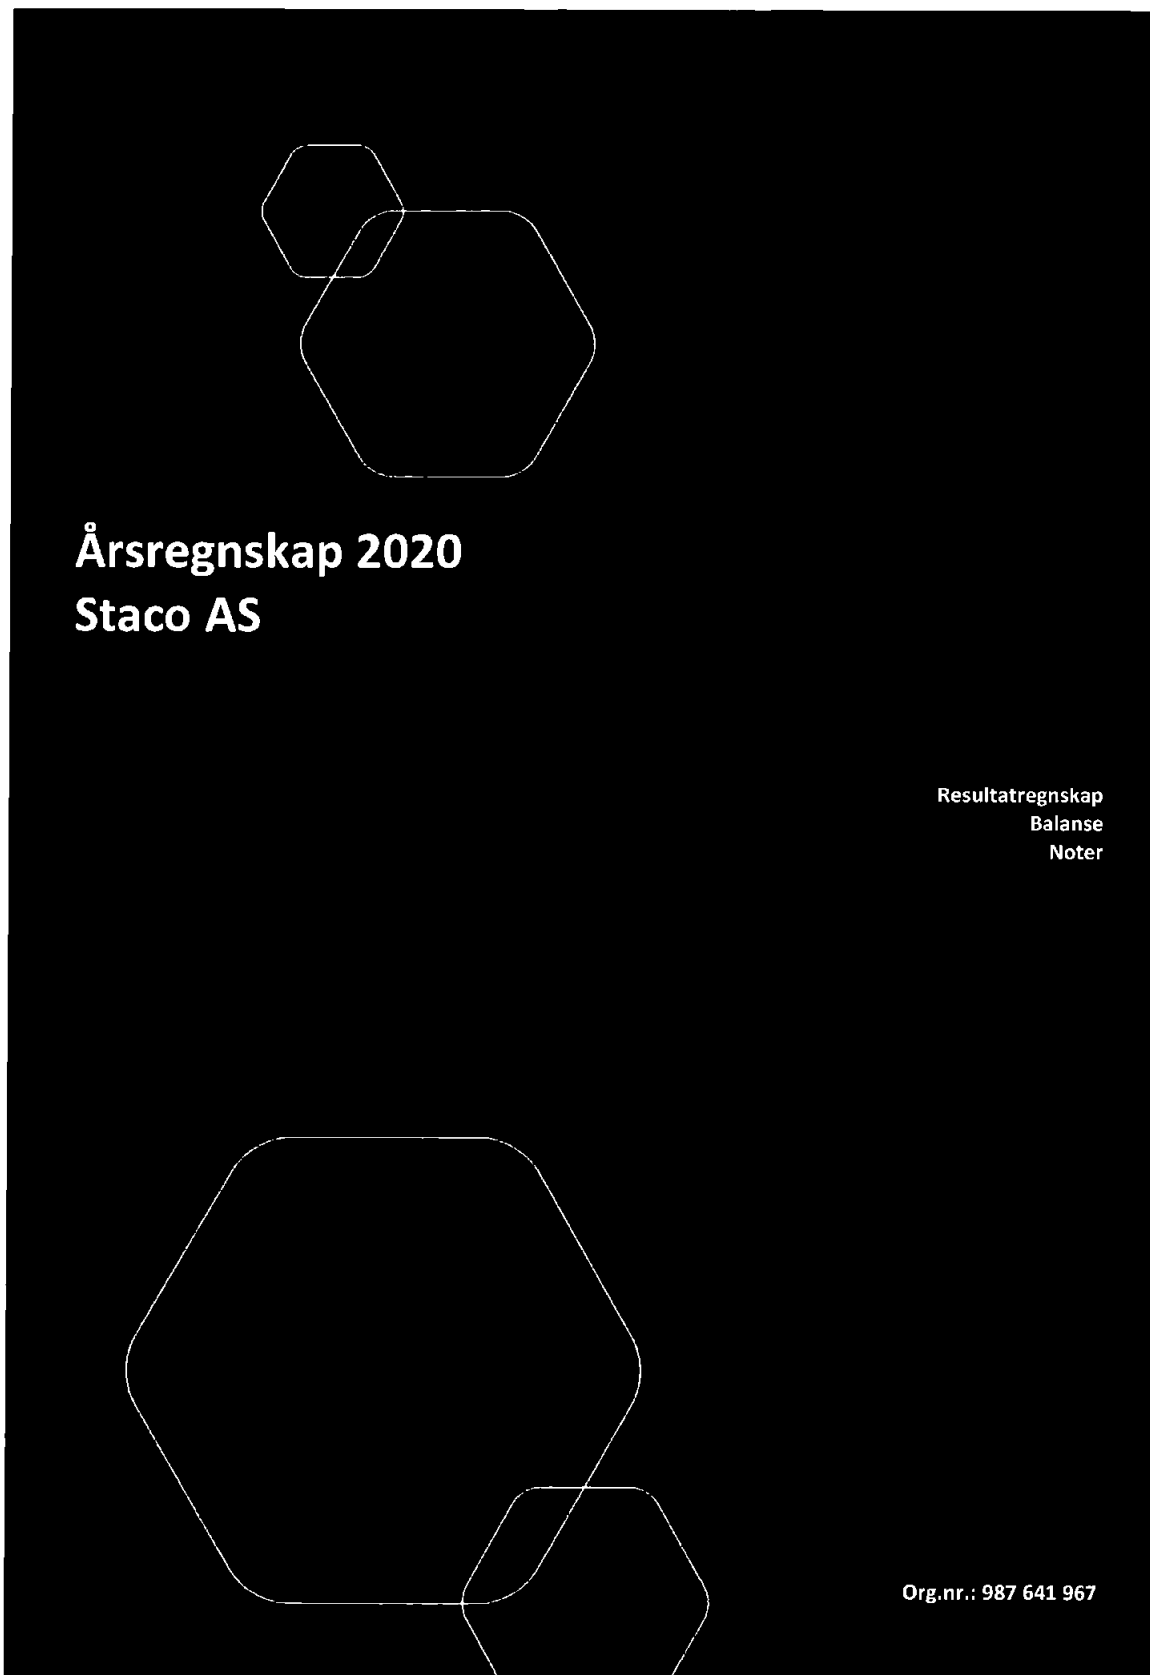 Årsregnskap 2020
Staco AS
Resultatregnskap
Balanse
Noter
Org.nr.: 987 641 967